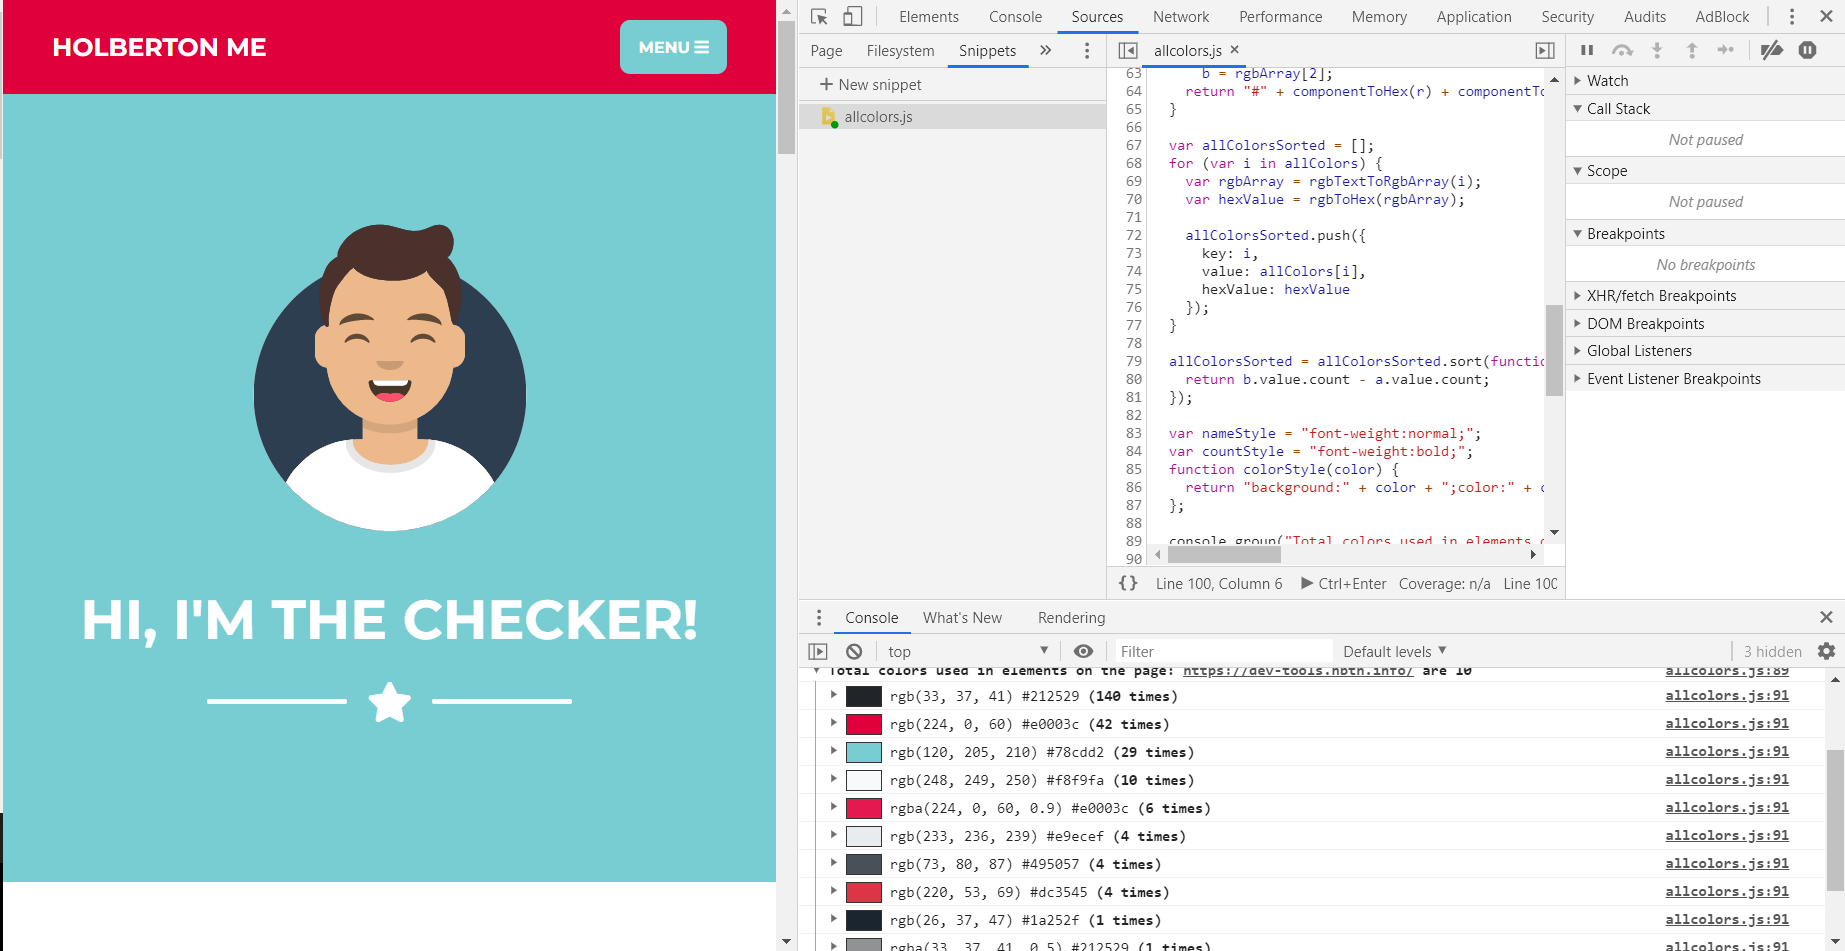 HOLBERTON ME
MENU
HI, I'M THE CHECKER!
Elements Console Sources Network Performance Memory Application Security Audits AdBlock
Page Filesystem Snippets »
New snippet
allcolors.js
allcolors.js ×
63 b = rgbArray[2];
64 return "#" + componentToHex(r) + componentTo
65 }
66
67 var allColorsSorted = [];
68 for (var i in allColors) {
69 var rgbArray = rgbTextToRgbArray(i);
70 var hexValue = rgbToHex(rgbArray);
71
72 allColorsSorted.push({
73 key: i,
74 value: allColors[i],
75 hexValue: hexValue
76 });
77 }
78
79 allColorsSorted = allColorsSorted.sort(functio
80 return b.value.count - a.value.count;
81 });
82
83 var nameStyle = "font-weight:normal;";
84 var countStyle = "font-weight:bold;";
85 function colorStyle(color) {
86 return "background:" + color + ";color:" + c
87 };
88
89 console.group("Total colors used in elements o
90
{} Line 100, Column 6 Ctrl+Enter Coverage: n/a Line 100
Watch
Call Stack
Not paused
Scope
Not paused
Breakpoints
No breakpoints
XHR/fetch Breakpoints
DOM Breakpoints
Global Listeners
Event Listener Breakpoints
Console What's New Rendering
top Filter Default levels 3 hidden
Total colors used in elements on the page: https://dev-tools.hbtn.info/ are 10 allcolors.js:89
rgb(33, 37, 41) #212529 (140 times) allcolors.js:91
rgb(224, 0, 60) #e0003c (42 times) allcolors.js:91
rgb(120, 205, 210) #78cdd2 (29 times) allcolors.js:91
rgb(248, 249, 250) #f8f9fa (10 times) allcolors.js:91
rgba(224, 0, 60, 0.9) #e0003c (6 times) allcolors.js:91
rgb(233, 236, 239) #e9ecef (4 times) allcolors.js:91
rgb(73, 80, 87) #495057 (4 times) allcolors.js:91
rgb(220, 53, 69) #dc3545 (4 times) allcolors.js:91
rgb(26, 37, 47) #1a252f (1 times) allcolors.js:91
rgba(33, 37, 41, 0.5) #212529 (1 times) allcolors.js:91